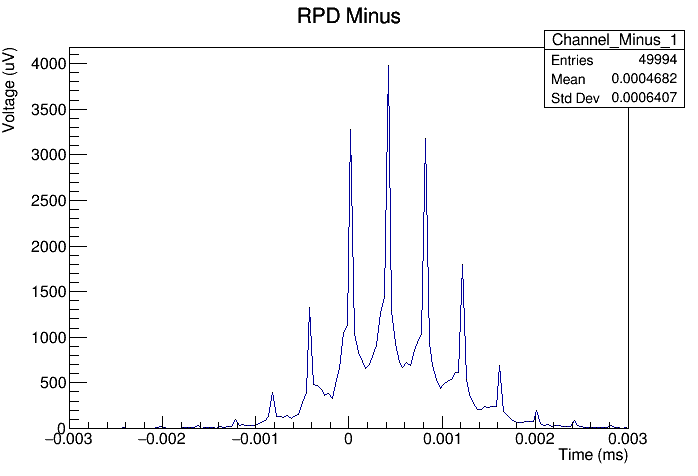 RPD Minus
Channel_Minus_1
Entries 49994
Mean 0.0004682
Std Dev 0.0006407
Voltage (uV)
4000
3500
3000
2500
2000
1500
1000
500
0
−0.003 −0.002 −0.001 0 0.001 0.002 0.003
Time (ms)